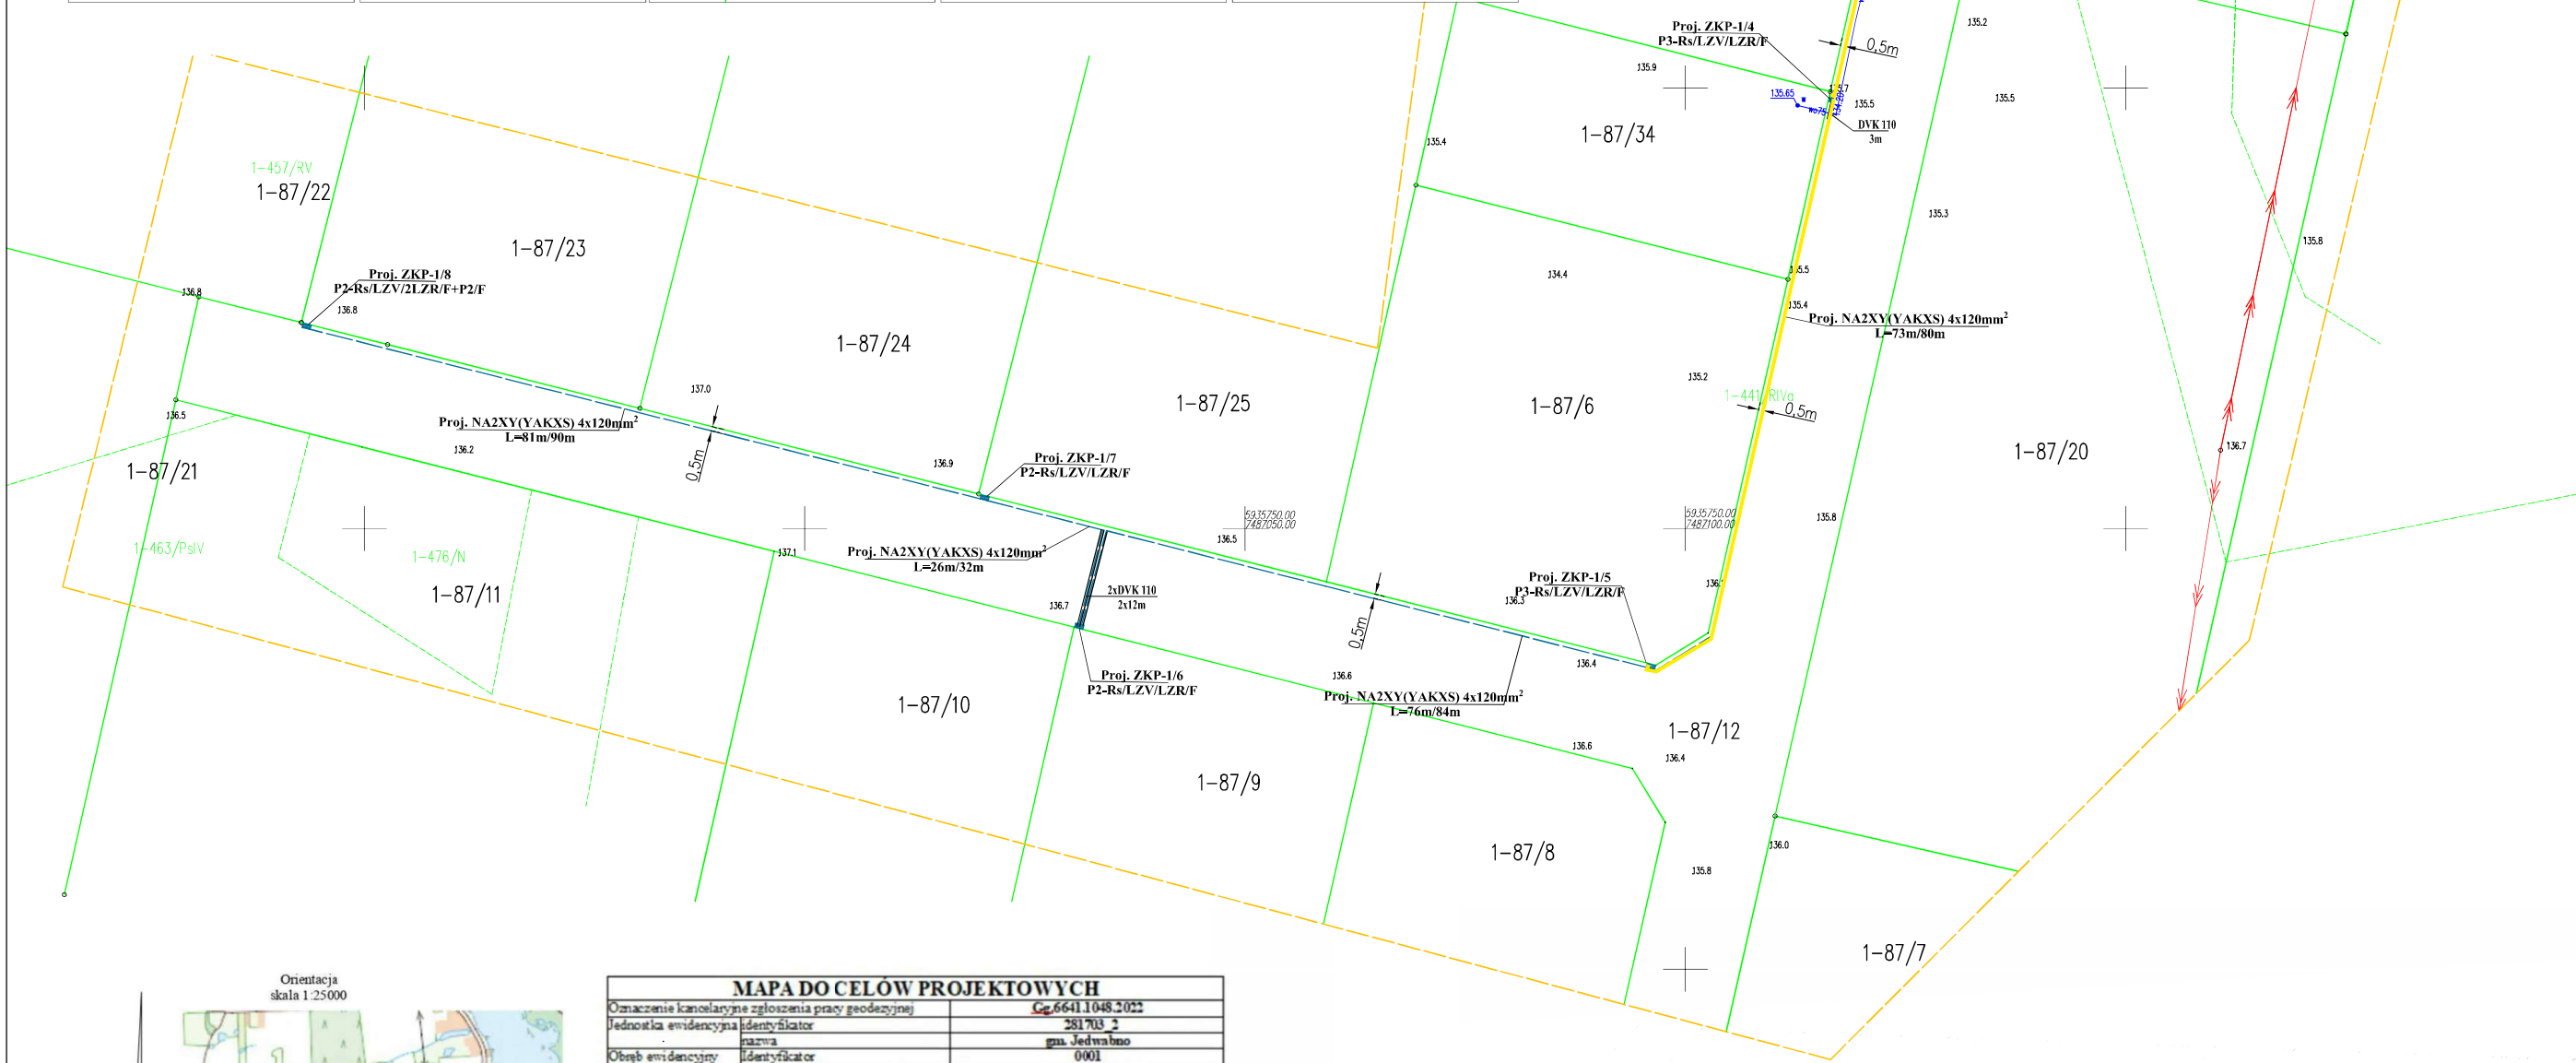 Proj. ZKP-1/4
P3-Rs/LZV/LZR/F
0,5m
135.2
135.9
135.65
135.5
135.5
DVK 110
3m
1-87/34
135.4
1-457/RV
1-87/22
135.3
1-87/23
135.8
Proj. ZKP-1/8
P2-Rs/LZV/2LZR/F+P2/F
134.4
135.5
136.8
136.8
135.4
Proj. NA2XY(YAKXS) 4x120mm²
L=73m/80m
1-87/24
137.0
135.2
1-87/25
1-87/6
1-441/RIVa
0,5m
136.5
Proj. NA2XY(YAKXS) 4x120mm²
L=81m/90m
136.2
0,5m
136.9
Proj. ZKP-1/7
P2-Rs/LZV/LZR/F
1-87/20
136.7
1-87/21
5935750.00
7487050.00
5935750.00
7487100.00
135.8
136.5
1-463/PsIV
1-476/N
137.1
Proj. NA2XY(YAKXS) 4x120mm²
L=26m/32m
1-87/11
2xDVK 110
2x12m
136.7
Proj. ZKP-1/5
P3-Rs/LZV/LZR/F
136.3
0,5m
136.4
Proj. ZKP-1/6
P2-Rs/LZV/LZR/F
136.6
Proj. NA2XY(YAKXS) 4x120mm²
L=76m/84m
1-87/10
1-87/12
136.6
136.4
1-87/9
1-87/8
136.0
135.8
1-87/7
Orientacja
skala 1:25000
MAPA DO CELÓW PROJEKTOWYCH
Oznaczenie kancelaryjne zgłoszenia pracy geodezyjnej Gg.6641.1048.2022
Jednostka ewidencyjna identyfikator 281703_2
nazwa gm. Jedwabno
Obręb ewidencyjny Identyfikator 0001